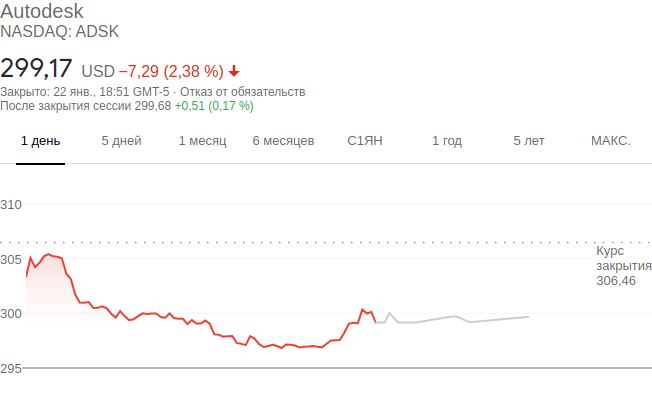 Autodesk
NASDAQ: ADSK
299,17 USD −7,29 (2,38 %)
Закрыто: 22 янв., 18:51 GMT-5 · Отказ от обязательств
После закрытия сессии 299,68 +0,51 (0,17 %)
1 день 5 дней 1 месяц 6 месяцев С1ЯН 1 год 5 лет МАКС.
310
Курс
305 закрытия
306,46
300
295